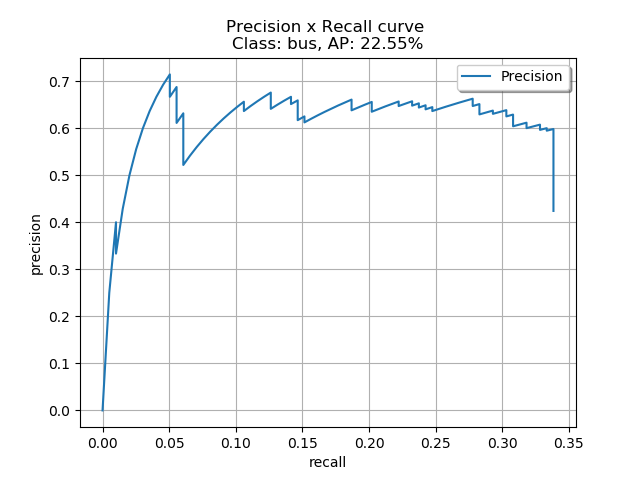 Precision x Recall curve
Class: bus, AP: 22.55%
Precision
0.7
0.6
0.5
0.4
0.3
0.2
0.1
0.0
precision
0.00 0.05 0.10 0.15 0.20 0.25 0.30 0.35
recall